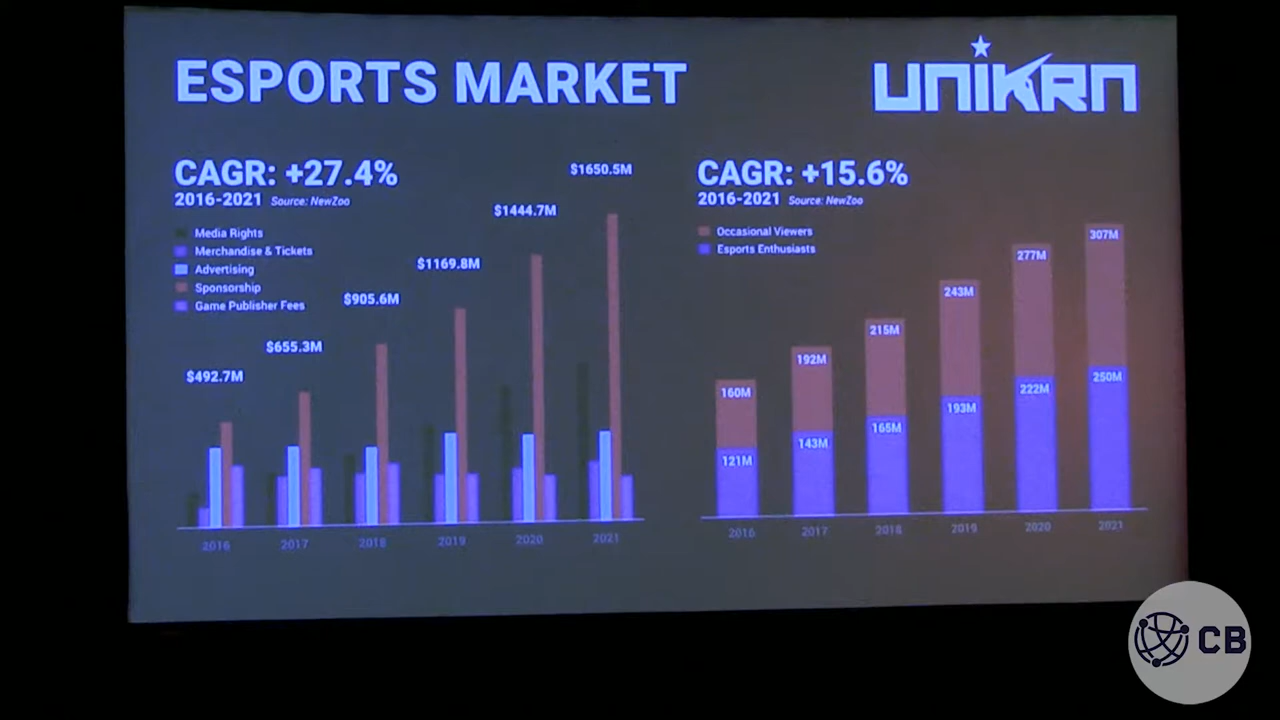 ESPORTS MARKET
UNIKRN
CAGR: +27.4%
2016-2021 Source: NewZoo
Media Rights
Merchandise & Tickets
Advertising
Sponsorship
Game Publisher Fees
$492.7M
$655.3M
$905.6M
$1169.8M
$1444.7M
$1650.5M
2016
2017
2018
2019
2020
2021
CAGR: +15.6%
2016-2021 Source: NewZoo
Occasional Viewers
Esports Enthusiasts
160M
192M
215M
243M
277M
307M
121M
143M
165M
193M
222M
250M
2016
2017
2018
2019
2020
2021
CB